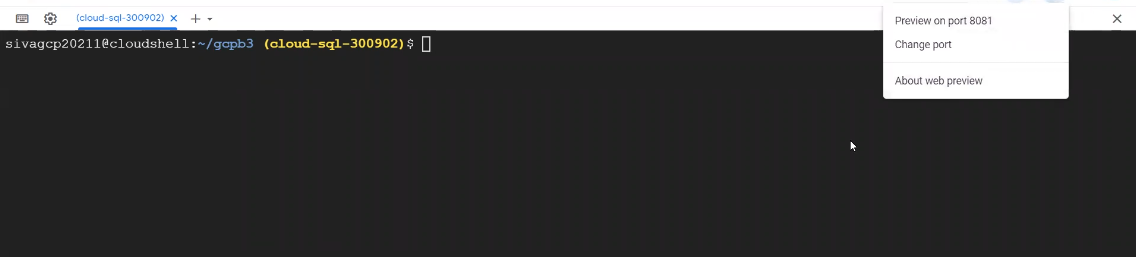 (cloud-sql-300902)
Preview on port 8081
sivagcp20211@cloudshell:~/gcpb3 (cloud-sql-300902)$
Change port
About web preview